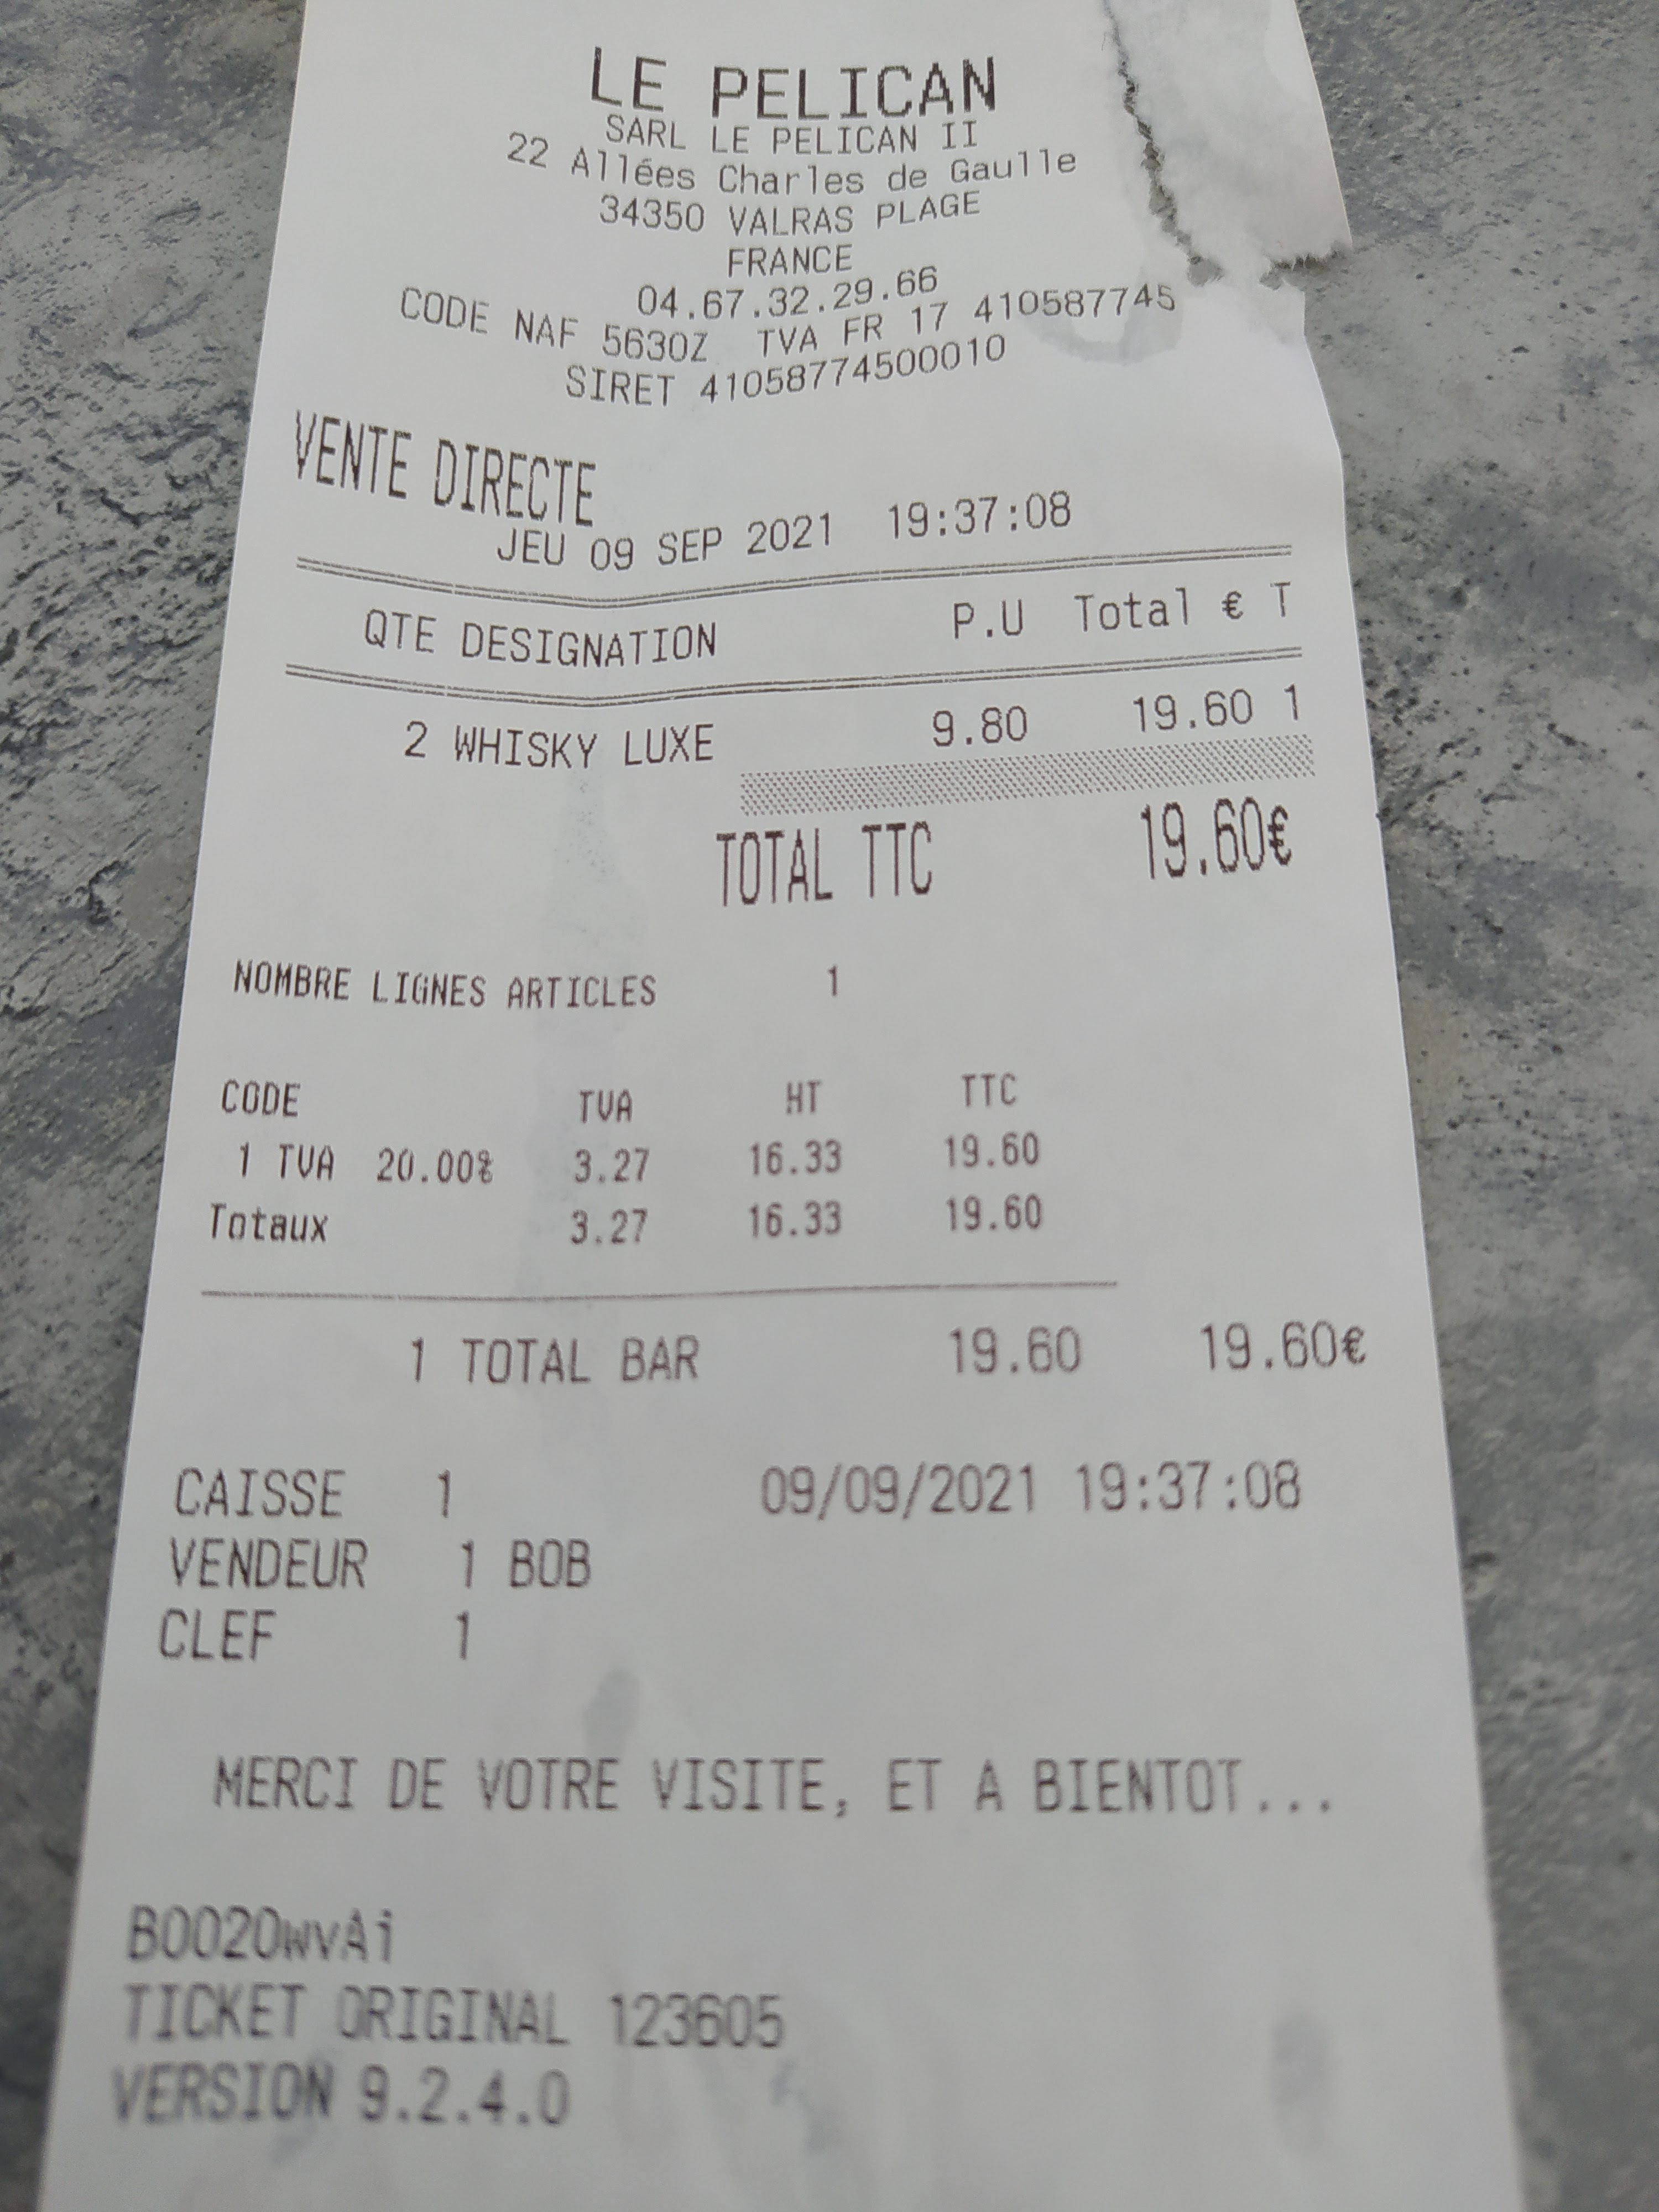 LE PELICAN
SARL LE PELICAN II
22 Allées Charles de Gaulle
34350 VALRAS PLAGE
FRANCE
04.67.32.29.66
CODE NAF 5630Z TVA FR 17 410587745
SIRET 41058774500010
VENTE DIRECTE
JEU 09 SEP 2021 19:37:08
QTE DESIGNATION P.U Total € T
2 WHISKY LUXE 9.80 19.60 1
TOTAL TTC 19.60€
NOMBRE LIGNES ARTICLES 1
CODE TVA HT TTC
1 TVA 20.00% 3.27 16.33 19.60
Totaux 3.27 16.33 19.60
1 TOTAL BAR 19.60 19.60€
CAISSE 1 09/09/2021 19:37:08
VENDEUR 1 BOB
CLEF 1
MERCI DE VOTRE VISITE, ET A BIENTOT...
B0020wvAi
TICKET ORIGINAL 123605
VERSION 9.2.4.0